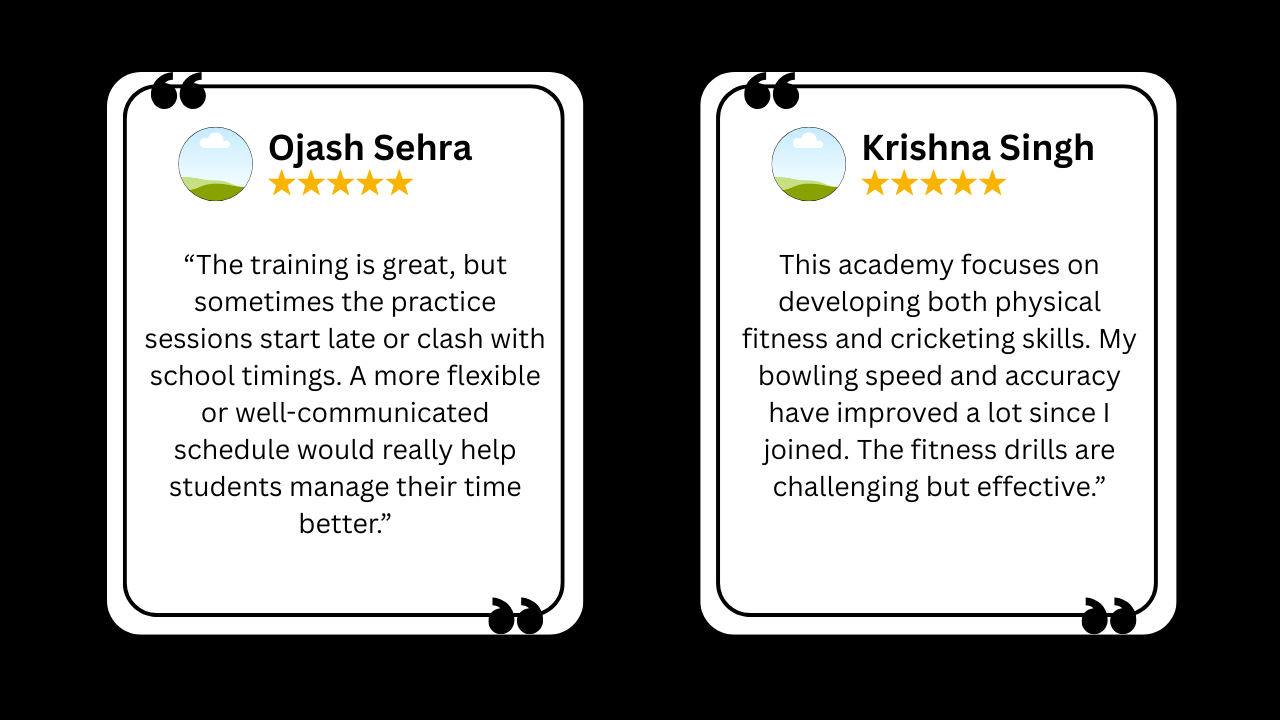 Ojash Sehra
“The training is great, but
sometimes the practice
sessions start late or clash with
school timings. A more flexible
or well-communicated
schedule would really help
students manage their time
better.”
Krishna Singh
This academy focuses on
developing both physical
fitness and cricketing skills. My
bowling speed and accuracy
have improved a lot since I
joined. The fitness drills are
challenging but effective.”